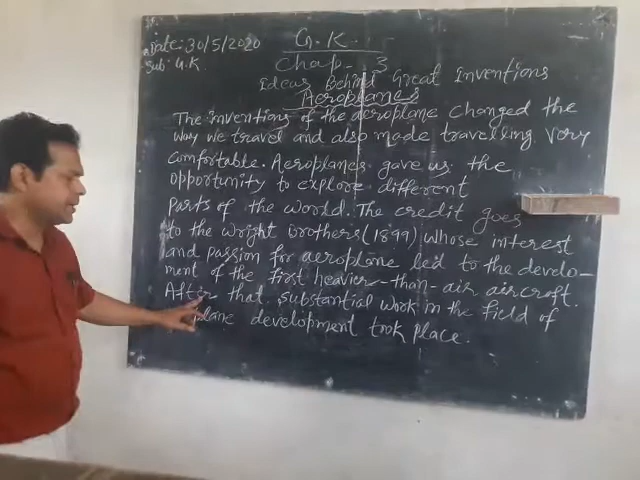 Date: 30/5/2020
Sub: G.K
G.K.
Chap - 3
Ideas Behind Great Inventions
Aeroplanes
The inventions of the aeroplane changed the
way we travel and also made travelling very
comfortable. Aeroplanes gave us the
opportunity to explore different
parts of the world. The credit goes
to the wright brothers (1899) whose interest
and passion for aeroplane led to the develo-
ment of the first heavier-than-air aircroft.
After that substantial work in the field of
plane development took place.